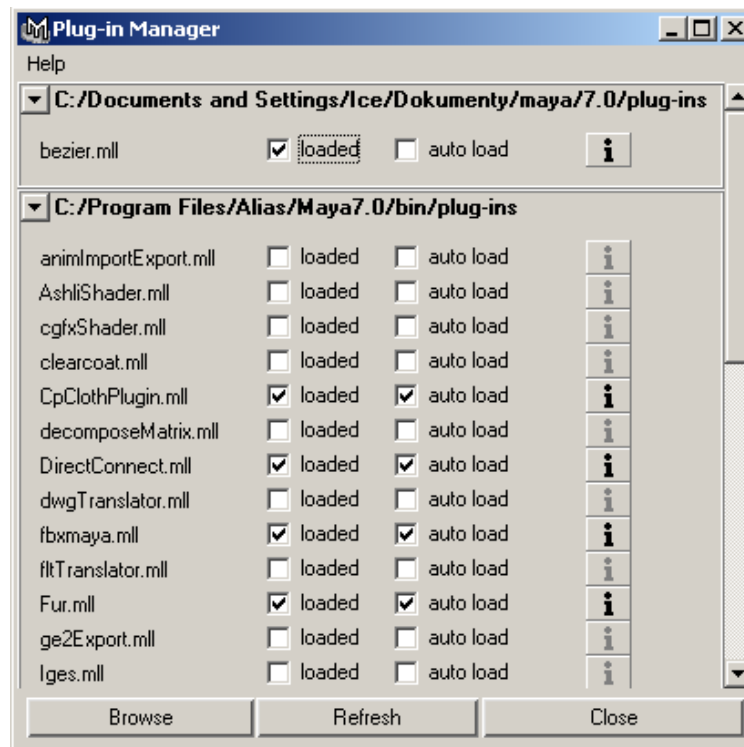 Plug-in Manager
Help
C:/Documents and Settings/Ice/Dokumenty/maya/7.0/plug-ins
bezier.mll loaded auto load i
C:/Program Files/Alias/Maya7.0/bin/plug-ins
animImportExport.mll loaded auto load i
AshliShader.mll loaded auto load i
cgfxShader.mll loaded auto load i
clearcoat.mll loaded auto load i
CpClothPlugin.mll loaded auto load i
decomposeMatrix.mll loaded auto load i
DirectConnect.mll loaded auto load i
dwgTranslator.mll loaded auto load i
fbxmaya.mll loaded auto load i
fltTranslator.mll loaded auto load i
Fur.mll loaded auto load i
ge2Export.mll loaded auto load i
Iges.mll loaded auto load i
Browse Refresh Close